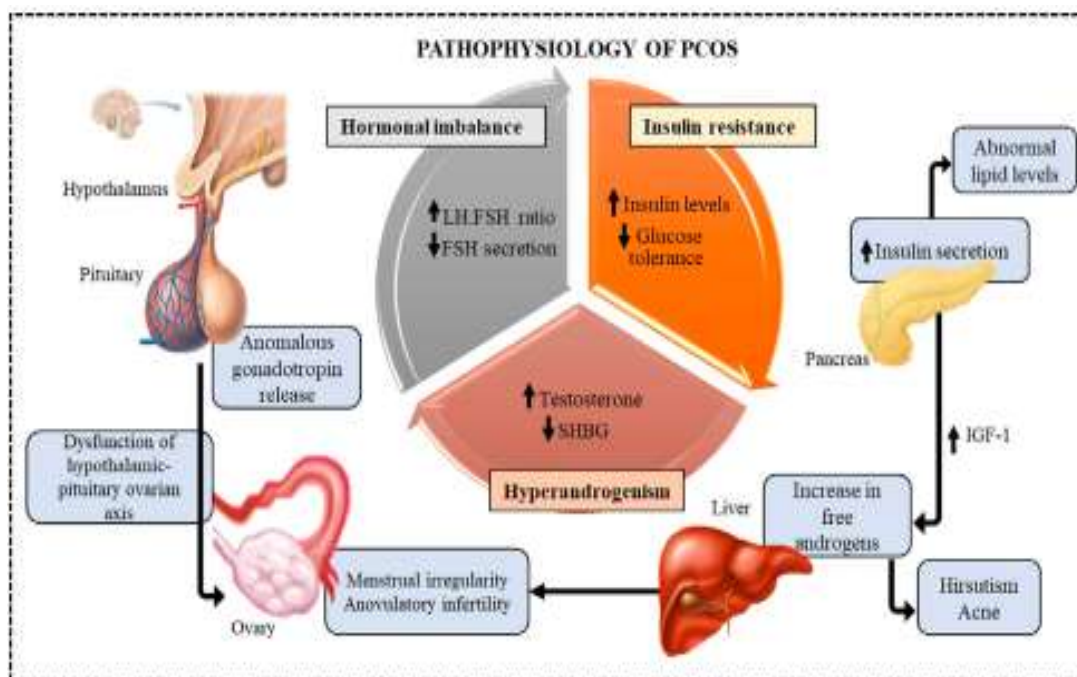 PATHOPHYSIOLOGY OF PCOS
Hormonal imbalance
Insulin resistance
Abnormal
lipid levels
Hypothalamus
↑LH.FSH ratio
↓FSH secretion
↑Insulin levels
↓ Glucose
tolerance
↑Insulin secretion
Pituitary
Pancreas
Anomalous
gonadotropin
release
↑Testosterone
↓SHBG
↑ IGF-1
Dysfunction of
hypothalamic-
pituitary ovarian
axis
Hyperandrogenism
Liver
Increase in
free
androgens
Menstrual irregularity
Anovulatory infertility
Hirsutism
Acne
Ovary